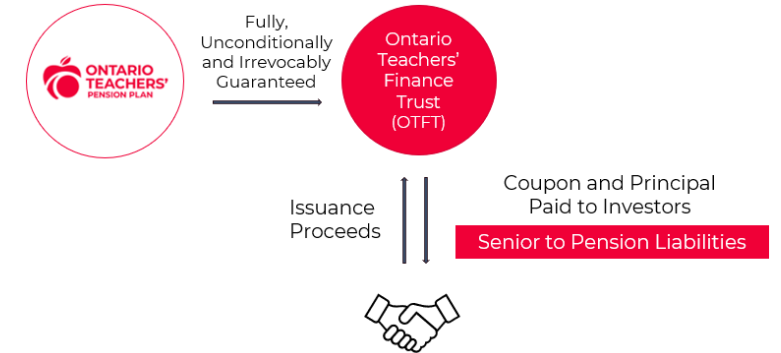 ONTARIO
TEACHERS'
PENSION PLAN
Fully,
Unconditionally
and Irrevocably
Guaranteed
Ontario
Teachers'
Finance
Trust
(OTFT)
Issuance
Proceeds
Coupon and Principal
Paid to Investors
Senior to Pension Liabilities